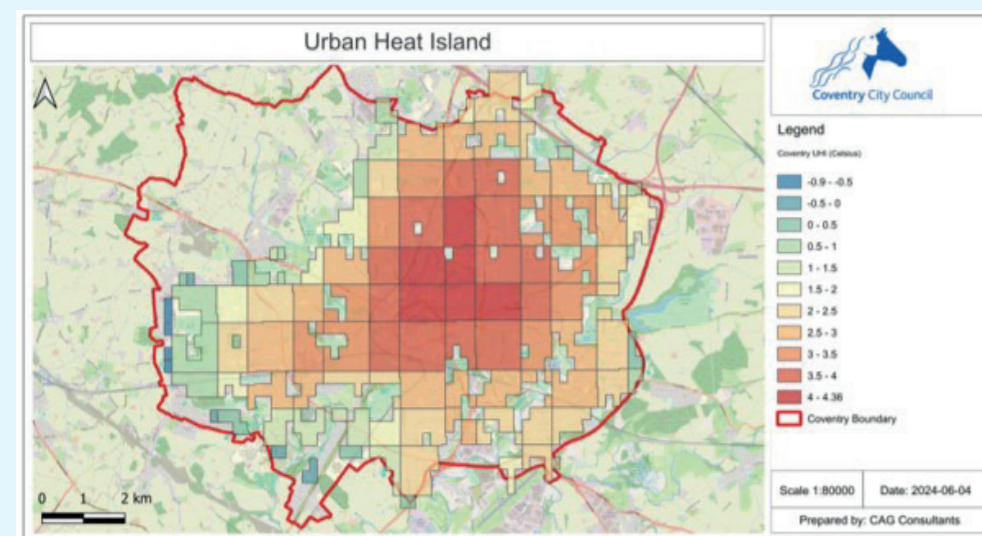 Urban Heat Island
Coventry City Council
Legend
Coventry UHI (Celsius)
-0.9 - -0.5
-0.5 - 0
0 - 0.5
0.5 - 1
1 - 1.5
1.5 - 2
2 - 2.5
2.5 - 3
3 - 3.5
3.5 - 4
4 - 4.36
Coventry Boundary
0 1 2 km
Scale 1:80000 Date: 2024-06-04
Prepared by: CAG Consultants